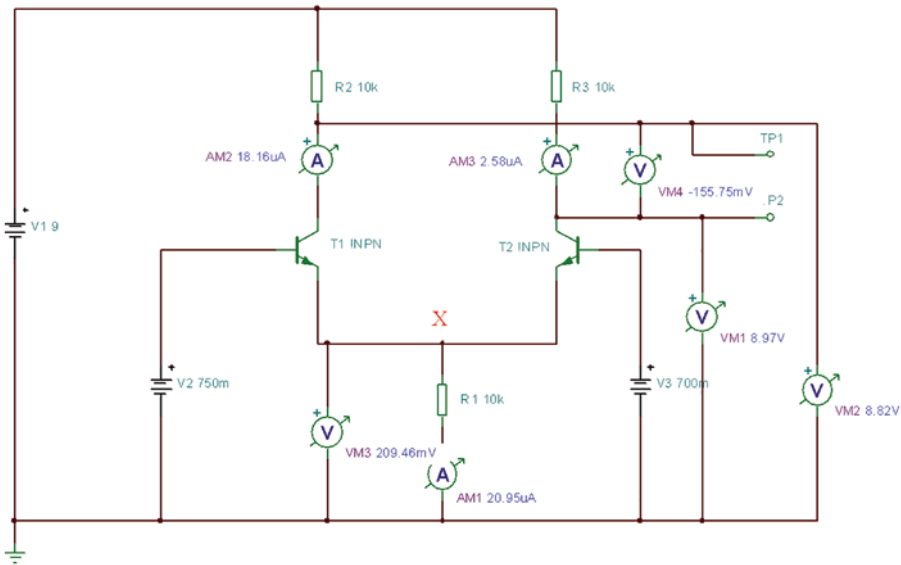 R2 10k
R3 10k
TP1
AM2 18.16uA
A
AM3 2.58uA
A
+
V
VM4 -155.75mV
.P2
V1 9
T1 INPN
T2 INPN
X
+
V
VM1 8.97V
V2 750m
V3 700m
R1 10k
+
V
VM2 8.82V
+
V
VM3 209.46mV
A
AM1 20.95uA